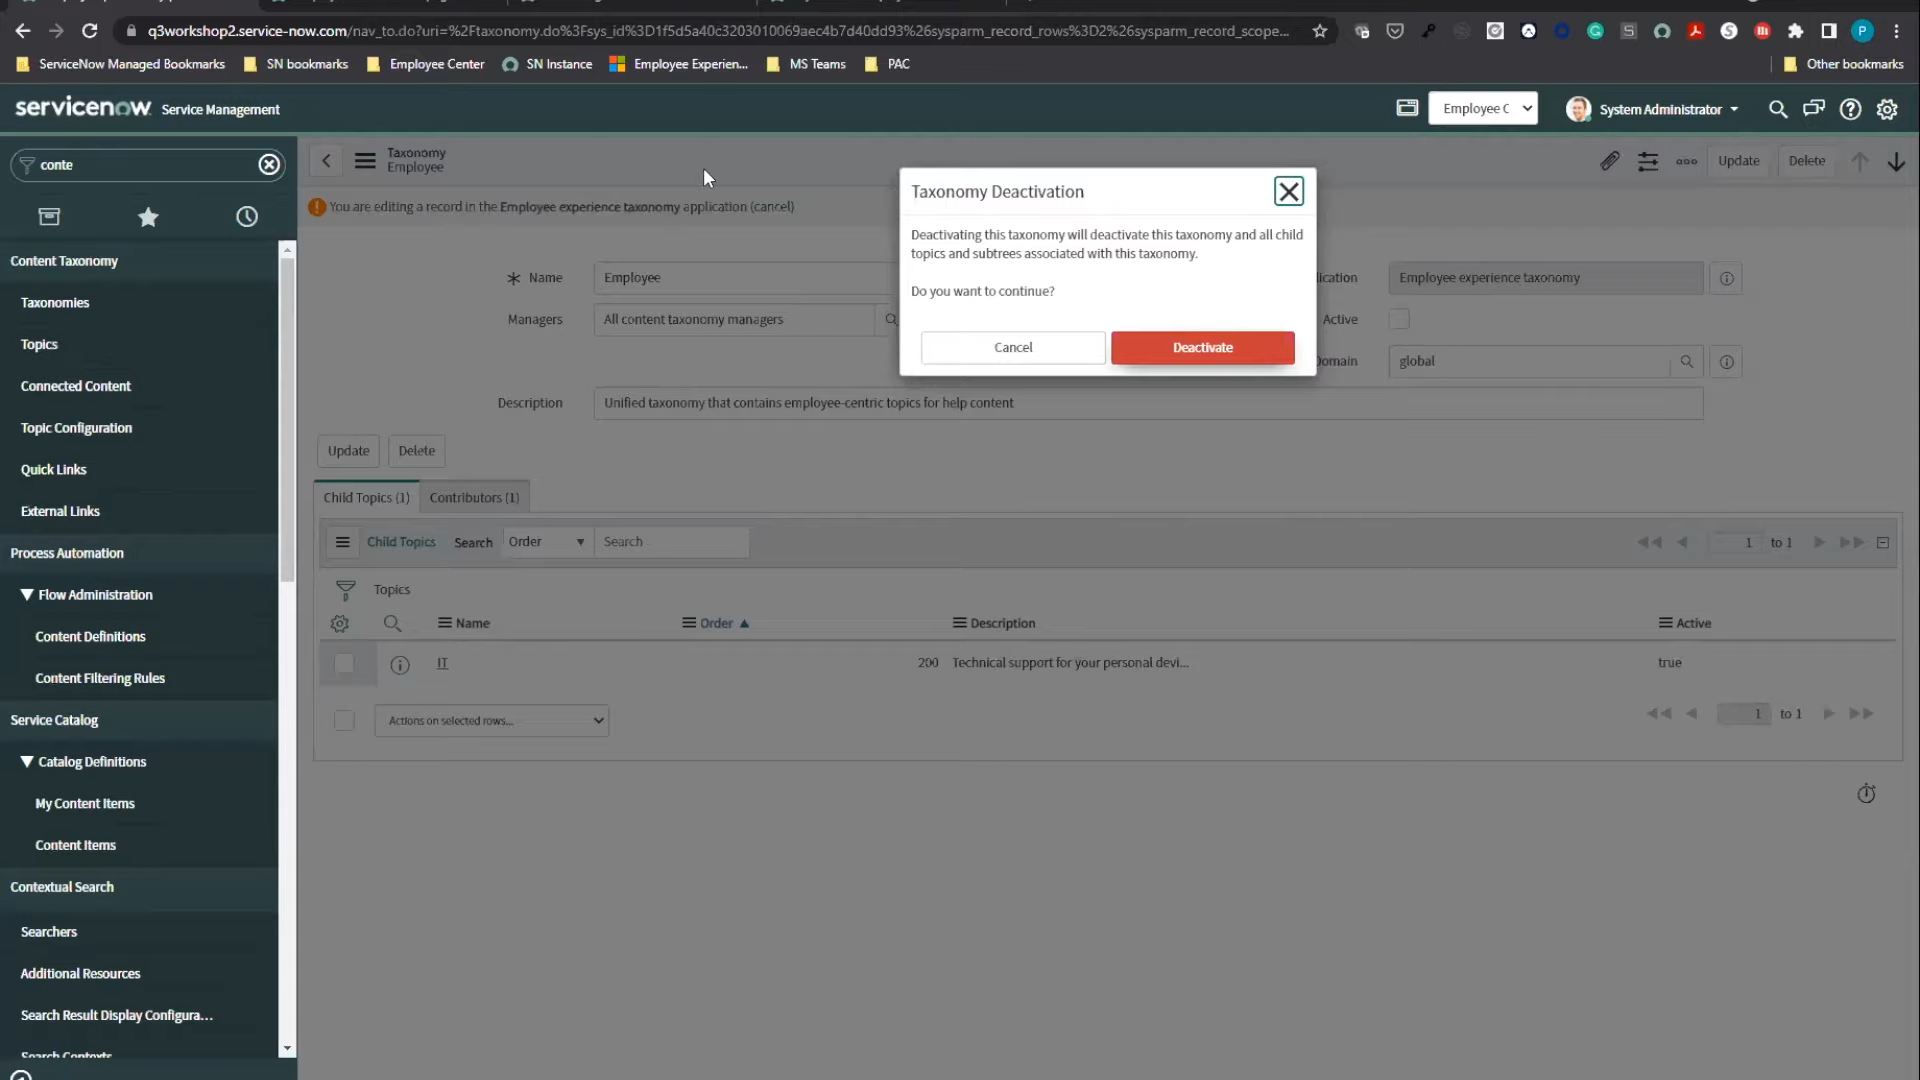 q3workshop2.service-now.com/nav_to.do?uri=%2Ftaxonomy.do%3Fsys_id%3D1f5d5a40c3203010069aec4b7d40dd93%26sysparm_record_rows%3D2%26sysparm_record_scope...
ServiceNow Managed Bookmarks
SN bookmarks
Employee Center
SN Instance
Employee Experien...
MS Teams
PAC
Other bookmarks
servicenow Service Management
Employee C
System Administrator
conte
Content Taxonomy
Taxonomies
Topics
Connected Content
Topic Configuration
Quick Links
External Links
Process Automation
Flow Administration
Content Definitions
Content Filtering Rules
Service Catalog
Catalog Definitions
My Content Items
Content Items
Contextual Search
Searchers
Additional Resources
Search Result Display Configura...
Search Contexts
Taxonomy
Employee
Update
Delete
You are editing a record in the Employee experience taxonomy application (cancel)
Name
Employee
Managers
All content taxonomy managers
lication
Employee experience taxonomy
Active
Domain
global
Description
Unified taxonomy that contains employee-centric topics for help content
Update
Delete
Taxonomy Deactivation
Deactivating this taxonomy will deactivate this taxonomy and all child
topics and subtrees associated with this taxonomy.
Do you want to continue?
Cancel
Deactivate
Child Topics (1)
Contributors (1)
Child Topics
Search
Order
Search
1 to 1
Topics
Name
Order
Description
Active
IT
200
Technical support for your personal devi...
true
Actions on selected rows...
1 to 1